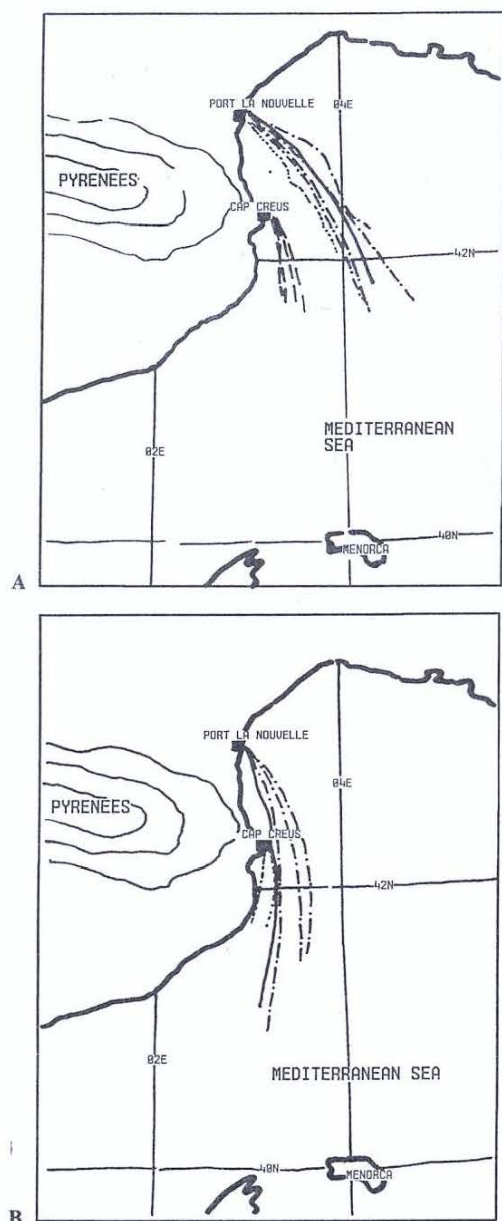 PORT LA NOUVELLE
04E
PYRENEES
CAP CREUS
42N
MEDITERRANEAN
SEA
02E
40N
MENORCA
A
PORT LA NOUVELLE
04E
PYRENEES
CAP CREUS
42N
02E
MEDITERRANEAN SEA
40N
MENORCA
B